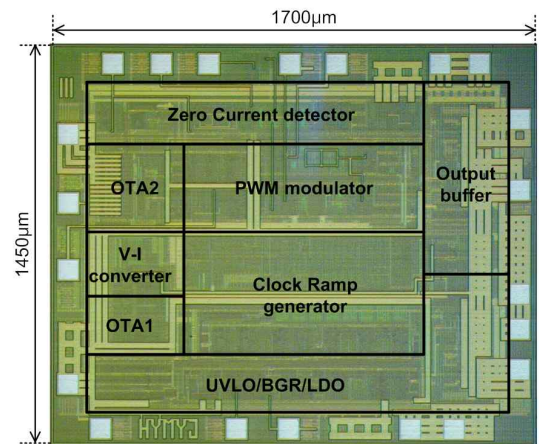 1700μm
1450μm
Zero Current detector
OTA2
PWM modulator
Output
buffer
V-I
converter
Clock Ramp
generator
OTA1
UVLO/BGR/LDO
HYMYJ